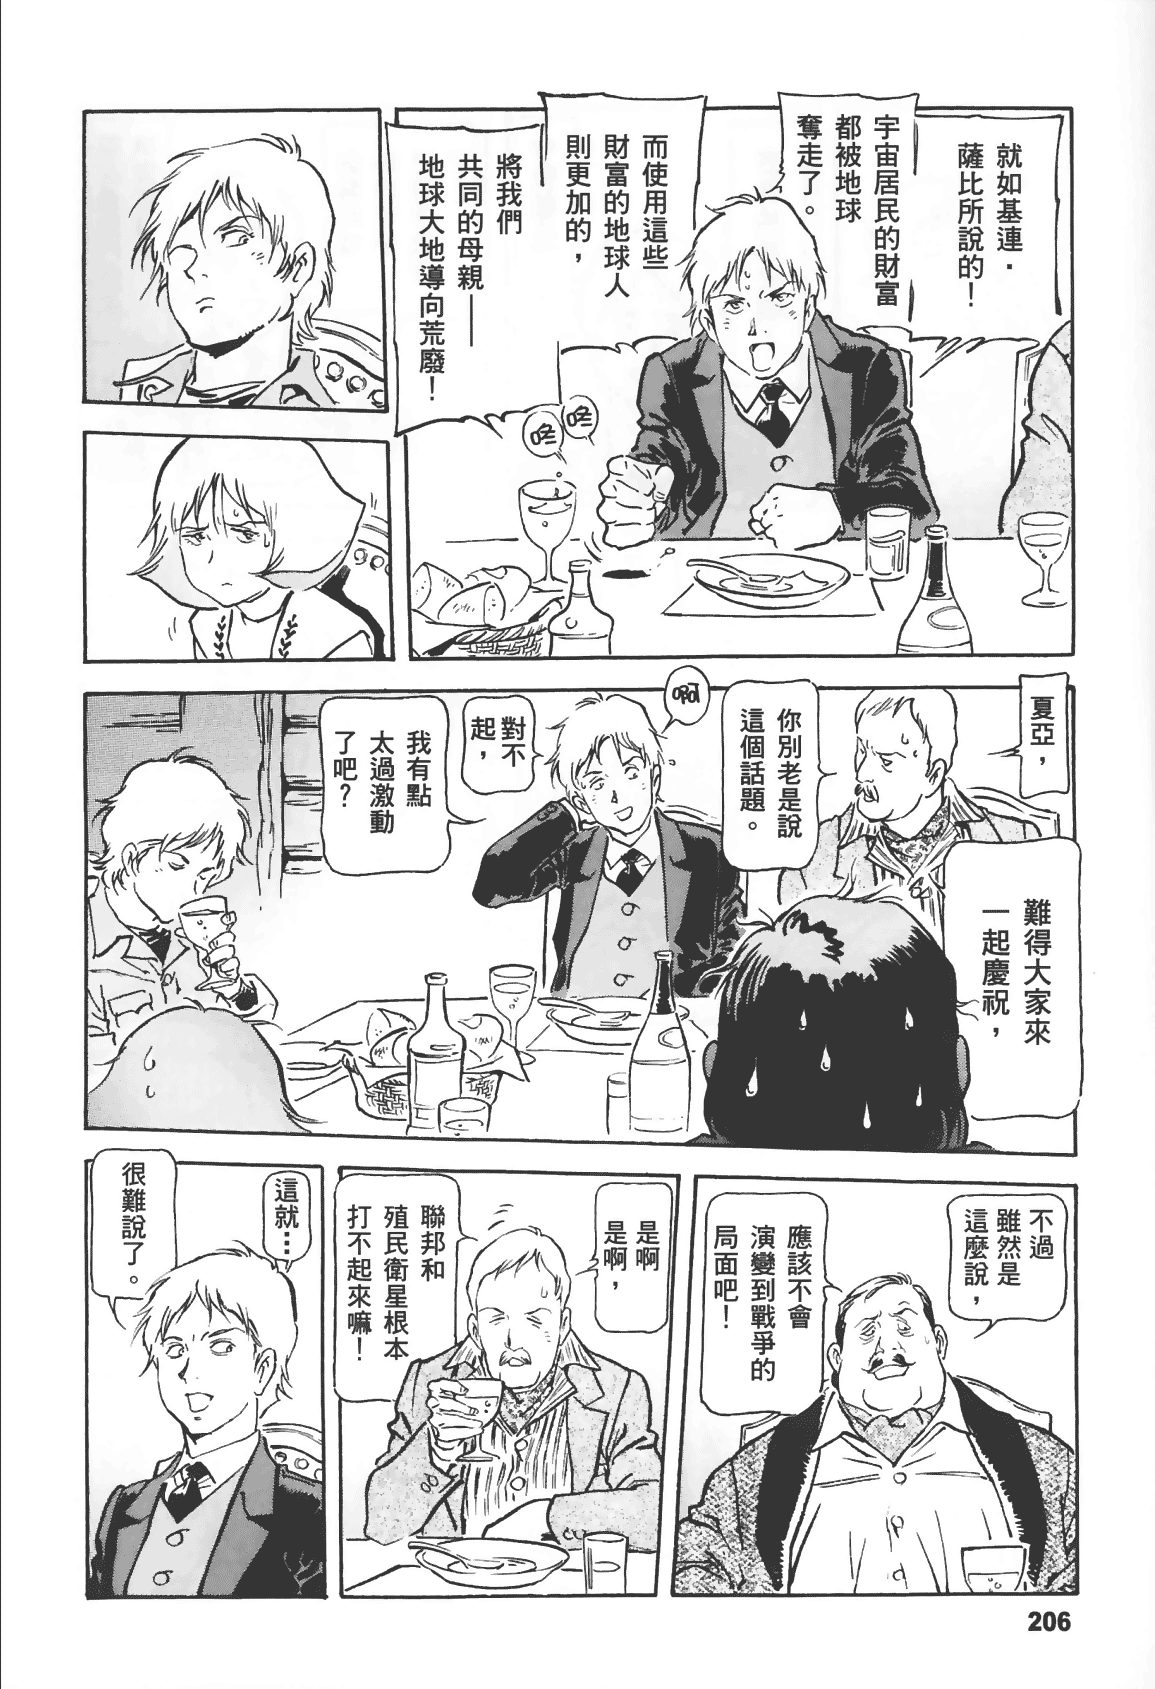 就如基連．
薩比所說的！
宇宙居民的財富
都被地球
奪走了。
而使用這些
財富的地球人
則更加的，
將我們
共同的母親——
地球大地導向荒廢！
咚
咚
夏亞，
你別老是說
這個話題。
難得大家來
一起慶祝，
啊
對不
起，
我有點
太過激動
了吧？
不過
雖然是
這麼說，
應該不會
演變到戰爭的
局面吧！
是啊
是啊，
聯邦和
殖民衛星根本
打不起來嘛！
這就…
很難說了。
206